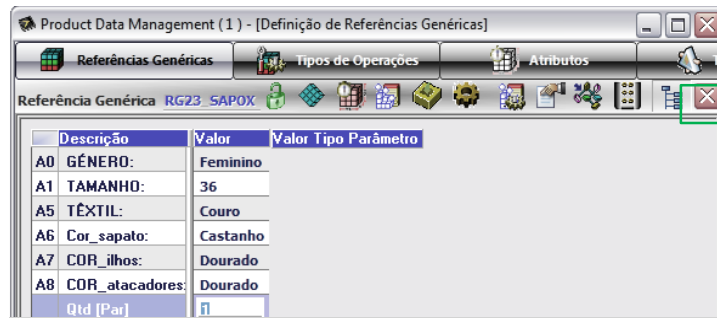 Product Data Management ( 1 ) - [Definição de Referências Genéricas]
Referências Genéricas Tipos de Operações Atributos
Referência Genérica RG23_SAPOX
Descrição Valor Valor Tipo Parâmetro
A0 GÉNERO: Feminino
A1 TAMANHO: 36
A5 TÊXTIL: Couro
A6 Cor_sapato: Castanho
A7 COR_ilhos: Dourado
A8 COR_atacadores: Dourado
Qtd [Par] 1